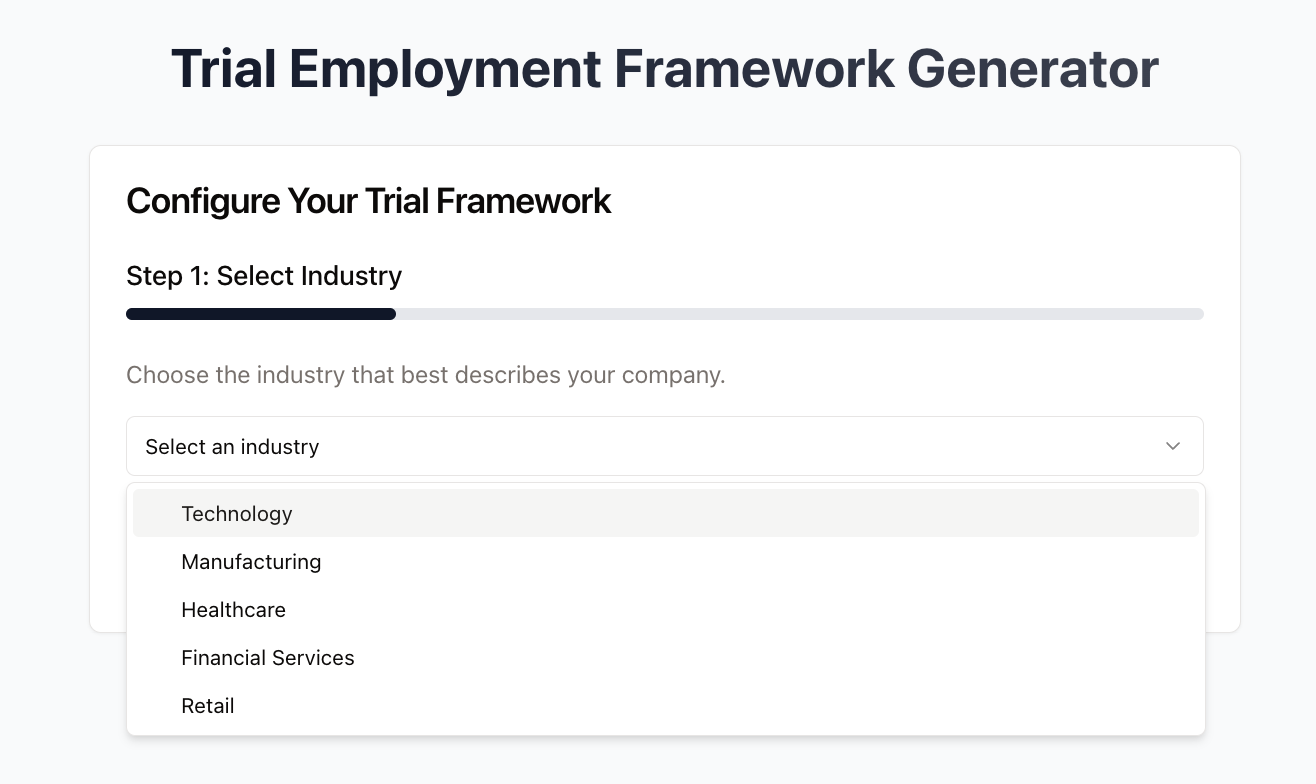 Trial Employment Framework Generator
Configure Your Trial Framework
Step 1: Select Industry
Choose the industry that best describes your company.
Select an industry
Technology
Manufacturing
Healthcare
Financial Services
Retail